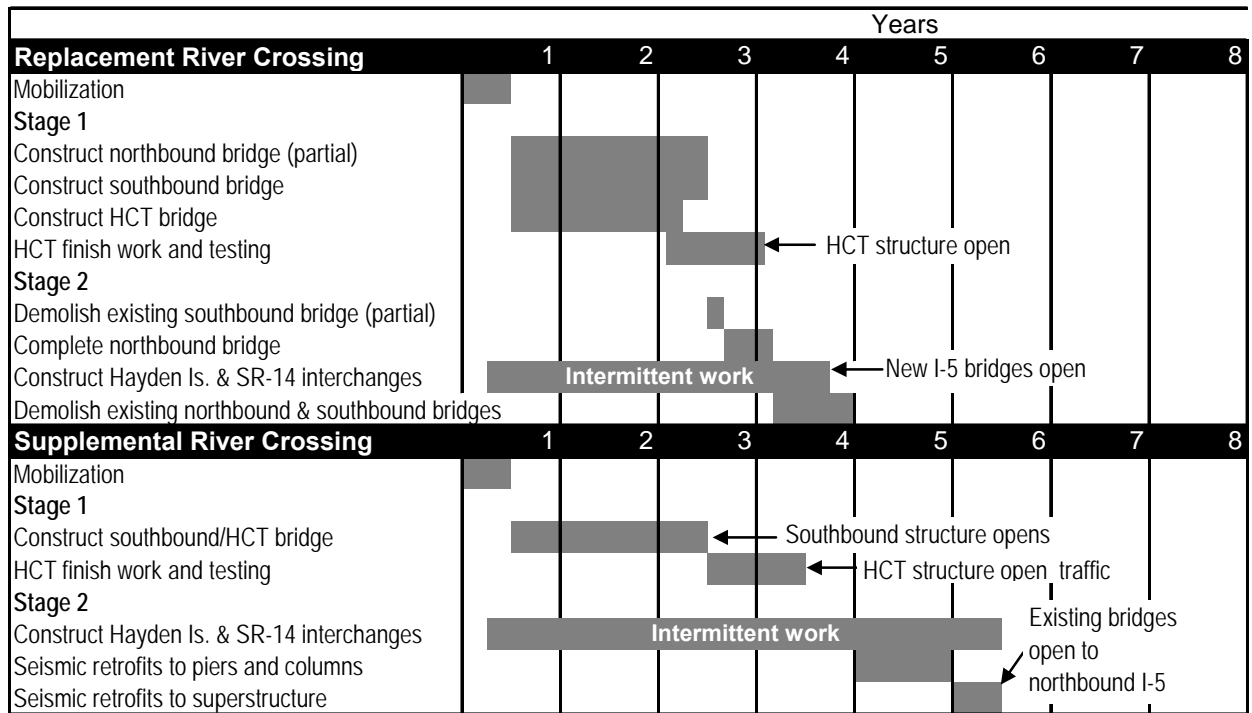 Years
Replacement River Crossing 1 2 3 4 5 6 7 8
Mobilization
Stage 1
Construct northbound bridge (partial)
Construct southbound bridge
Construct HCT bridge
HCT finish work and testing HCT structure open
Stage 2
Demolish existing southbound bridge (partial)
Complete northbound bridge
Construct Hayden Is. & SR-14 interchanges Intermittent work New I-5 bridges open
Demolish existing northbound & southbound bridges
Supplemental River Crossing 1 2 3 4 5 6 7 8
Mobilization
Stage 1
Construct southbound/HCT bridge Southbound structure opens
HCT finish work and testing HCT structure open traffic
Stage 2
Construct Hayden Is. & SR-14 interchanges Intermittent work
Existing bridges
open to
northbound I-5
Seismic retrofits to piers and columns
Seismic retrofits to superstructure